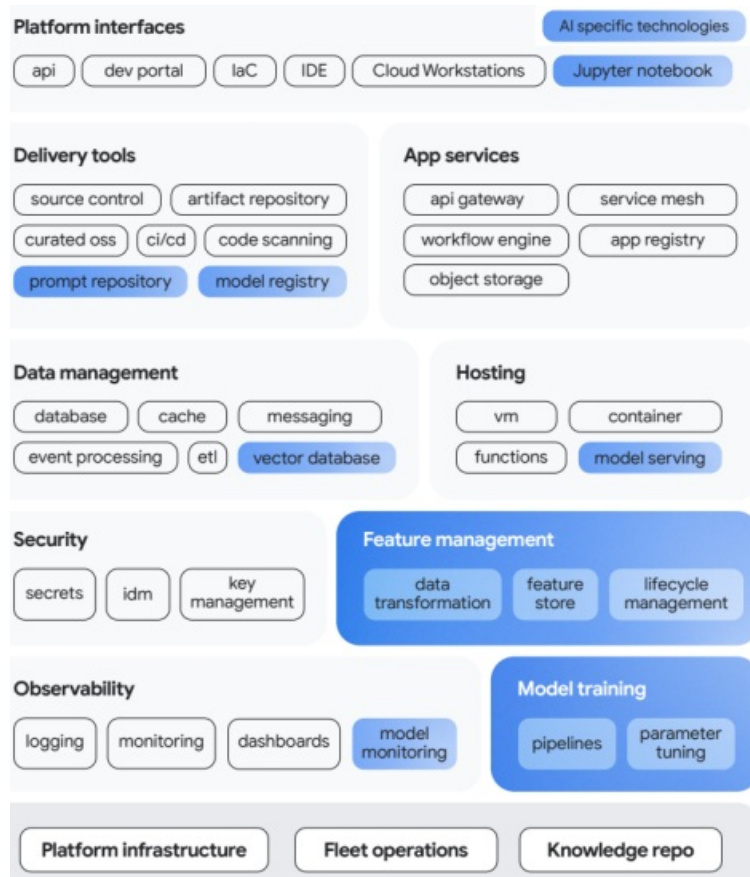 Platform interfaces
AI specific technologies
api dev portal IaC IDE Cloud Workstations Jupyter notebook
Delivery tools
source control artifact repository
curated oss ci/cd code scanning
prompt repository model registry
App services
api gateway service mesh
workflow engine app registry
object storage
Data management
database cache messaging
event processing etl vector database
Hosting
vm container
functions model serving
Security
secrets idm key
management
Feature management
data
transformation
feature
store
lifecycle
management
Observability
logging monitoring dashboards model
monitoring
Model training
pipelines parameter
tuning
Platform infrastructure Fleet operations Knowledge repo